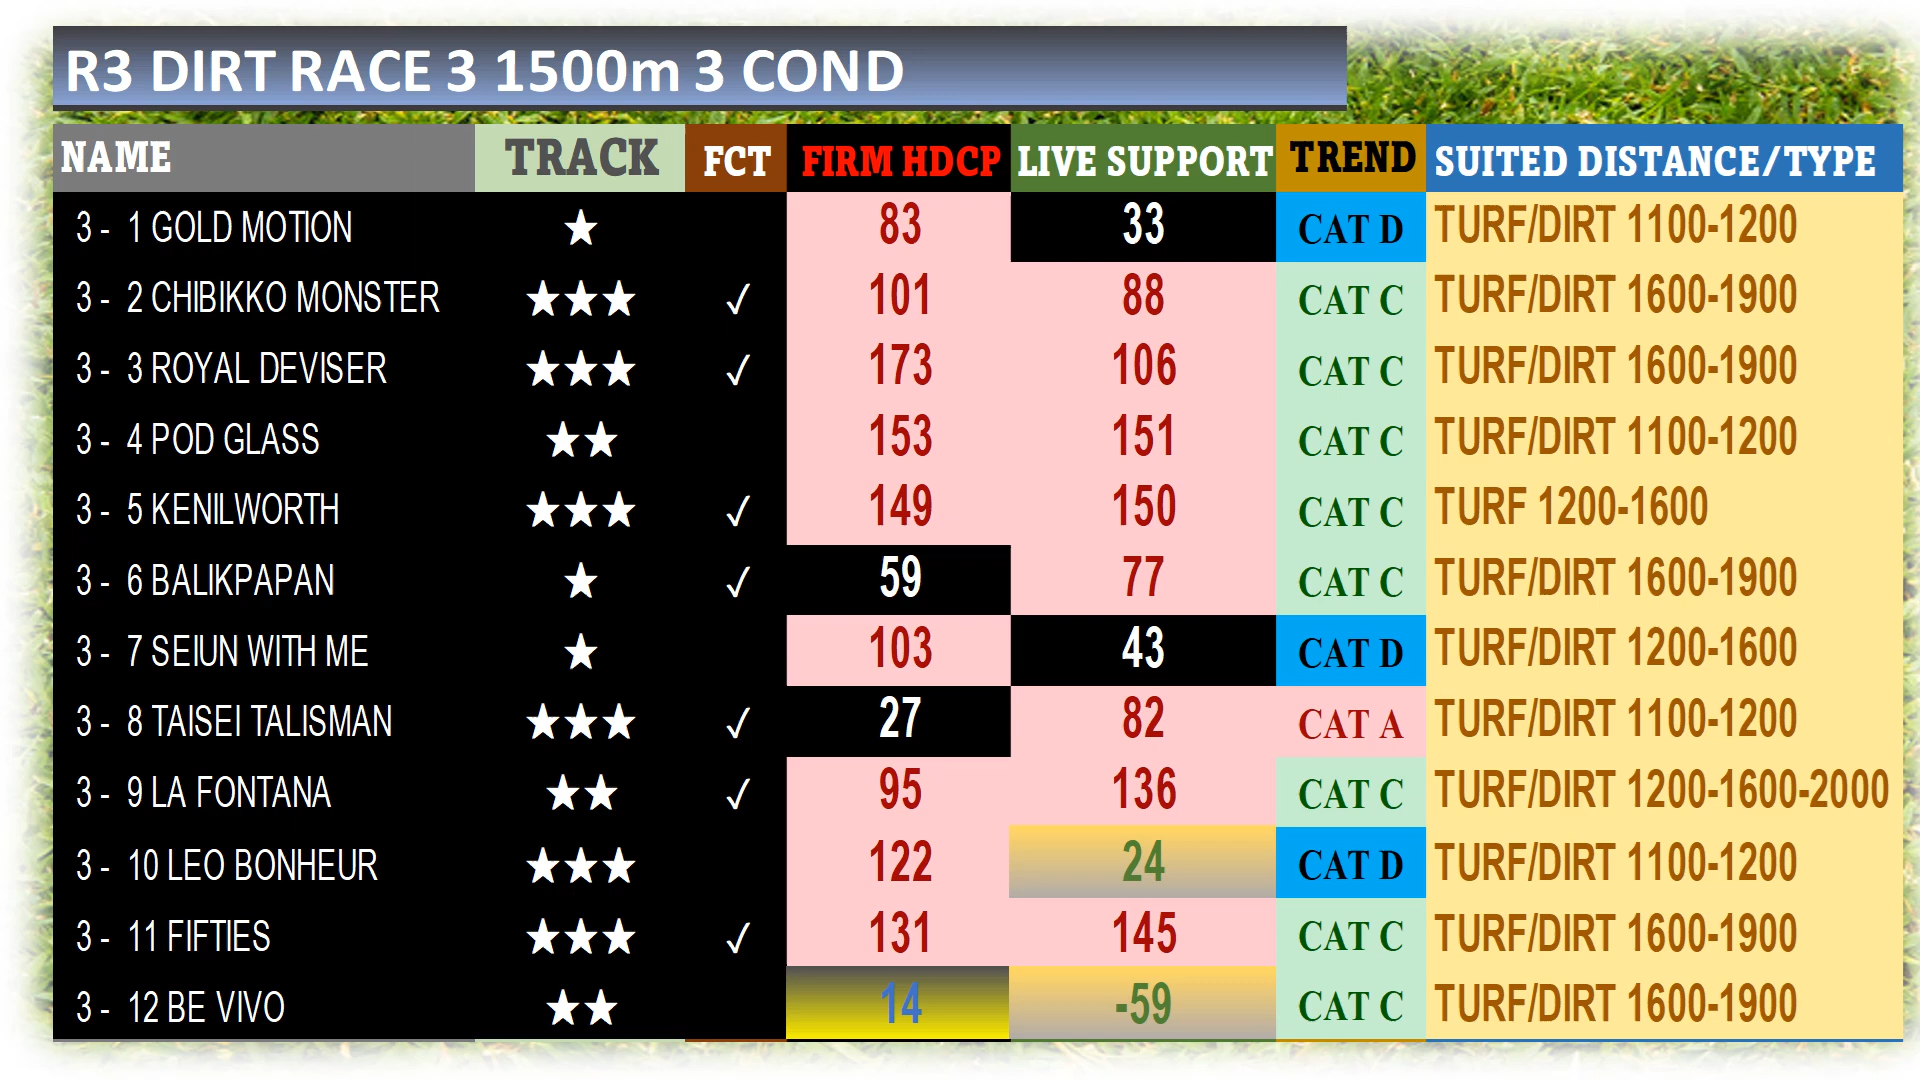 R3 DIRT RACE 3 1500m 3 COND
NAME TRACK FCT FIRM HDCP LIVE SUPPORT TREND SUITED DISTANCE/TYPE
3 - 1 GOLD MOTION ★ 83 33 CAT D TURF/DIRT 1100-1200
3 - 2 CHIBIKKO MONSTER ★★★ ✓ 101 88 CAT C TURF/DIRT 1600-1900
3 - 3 ROYAL DEVISER ★★★ ✓ 173 106 CAT C TURF/DIRT 1600-1900
3 - 4 POD GLASS ★★ 153 151 CAT C TURF/DIRT 1100-1200
3 - 5 KENILWORTH ★★★ ✓ 149 150 CAT C TURF 1200-1600
3 - 6 BALIKPAPAN ★ ✓ 59 77 CAT C TURF/DIRT 1600-1900
3 - 7 SEIUN WITH ME ★ 103 43 CAT D TURF/DIRT 1200-1600
3 - 8 TAISEI TALISMAN ★★★ ✓ 27 82 CAT A TURF/DIRT 1100-1200
3 - 9 LA FONTANA ★★ ✓ 95 136 CAT C TURF/DIRT 1200-1600-2000
3 - 10 LEO BONHEUR ★★★ 122 24 CAT D TURF/DIRT 1100-1200
3 - 11 FIFTIES ★★★ ✓ 131 145 CAT C TURF/DIRT 1600-1900
3 - 12 BE VIVO ★★ 14 -59 CAT C TURF/DIRT 1600-1900